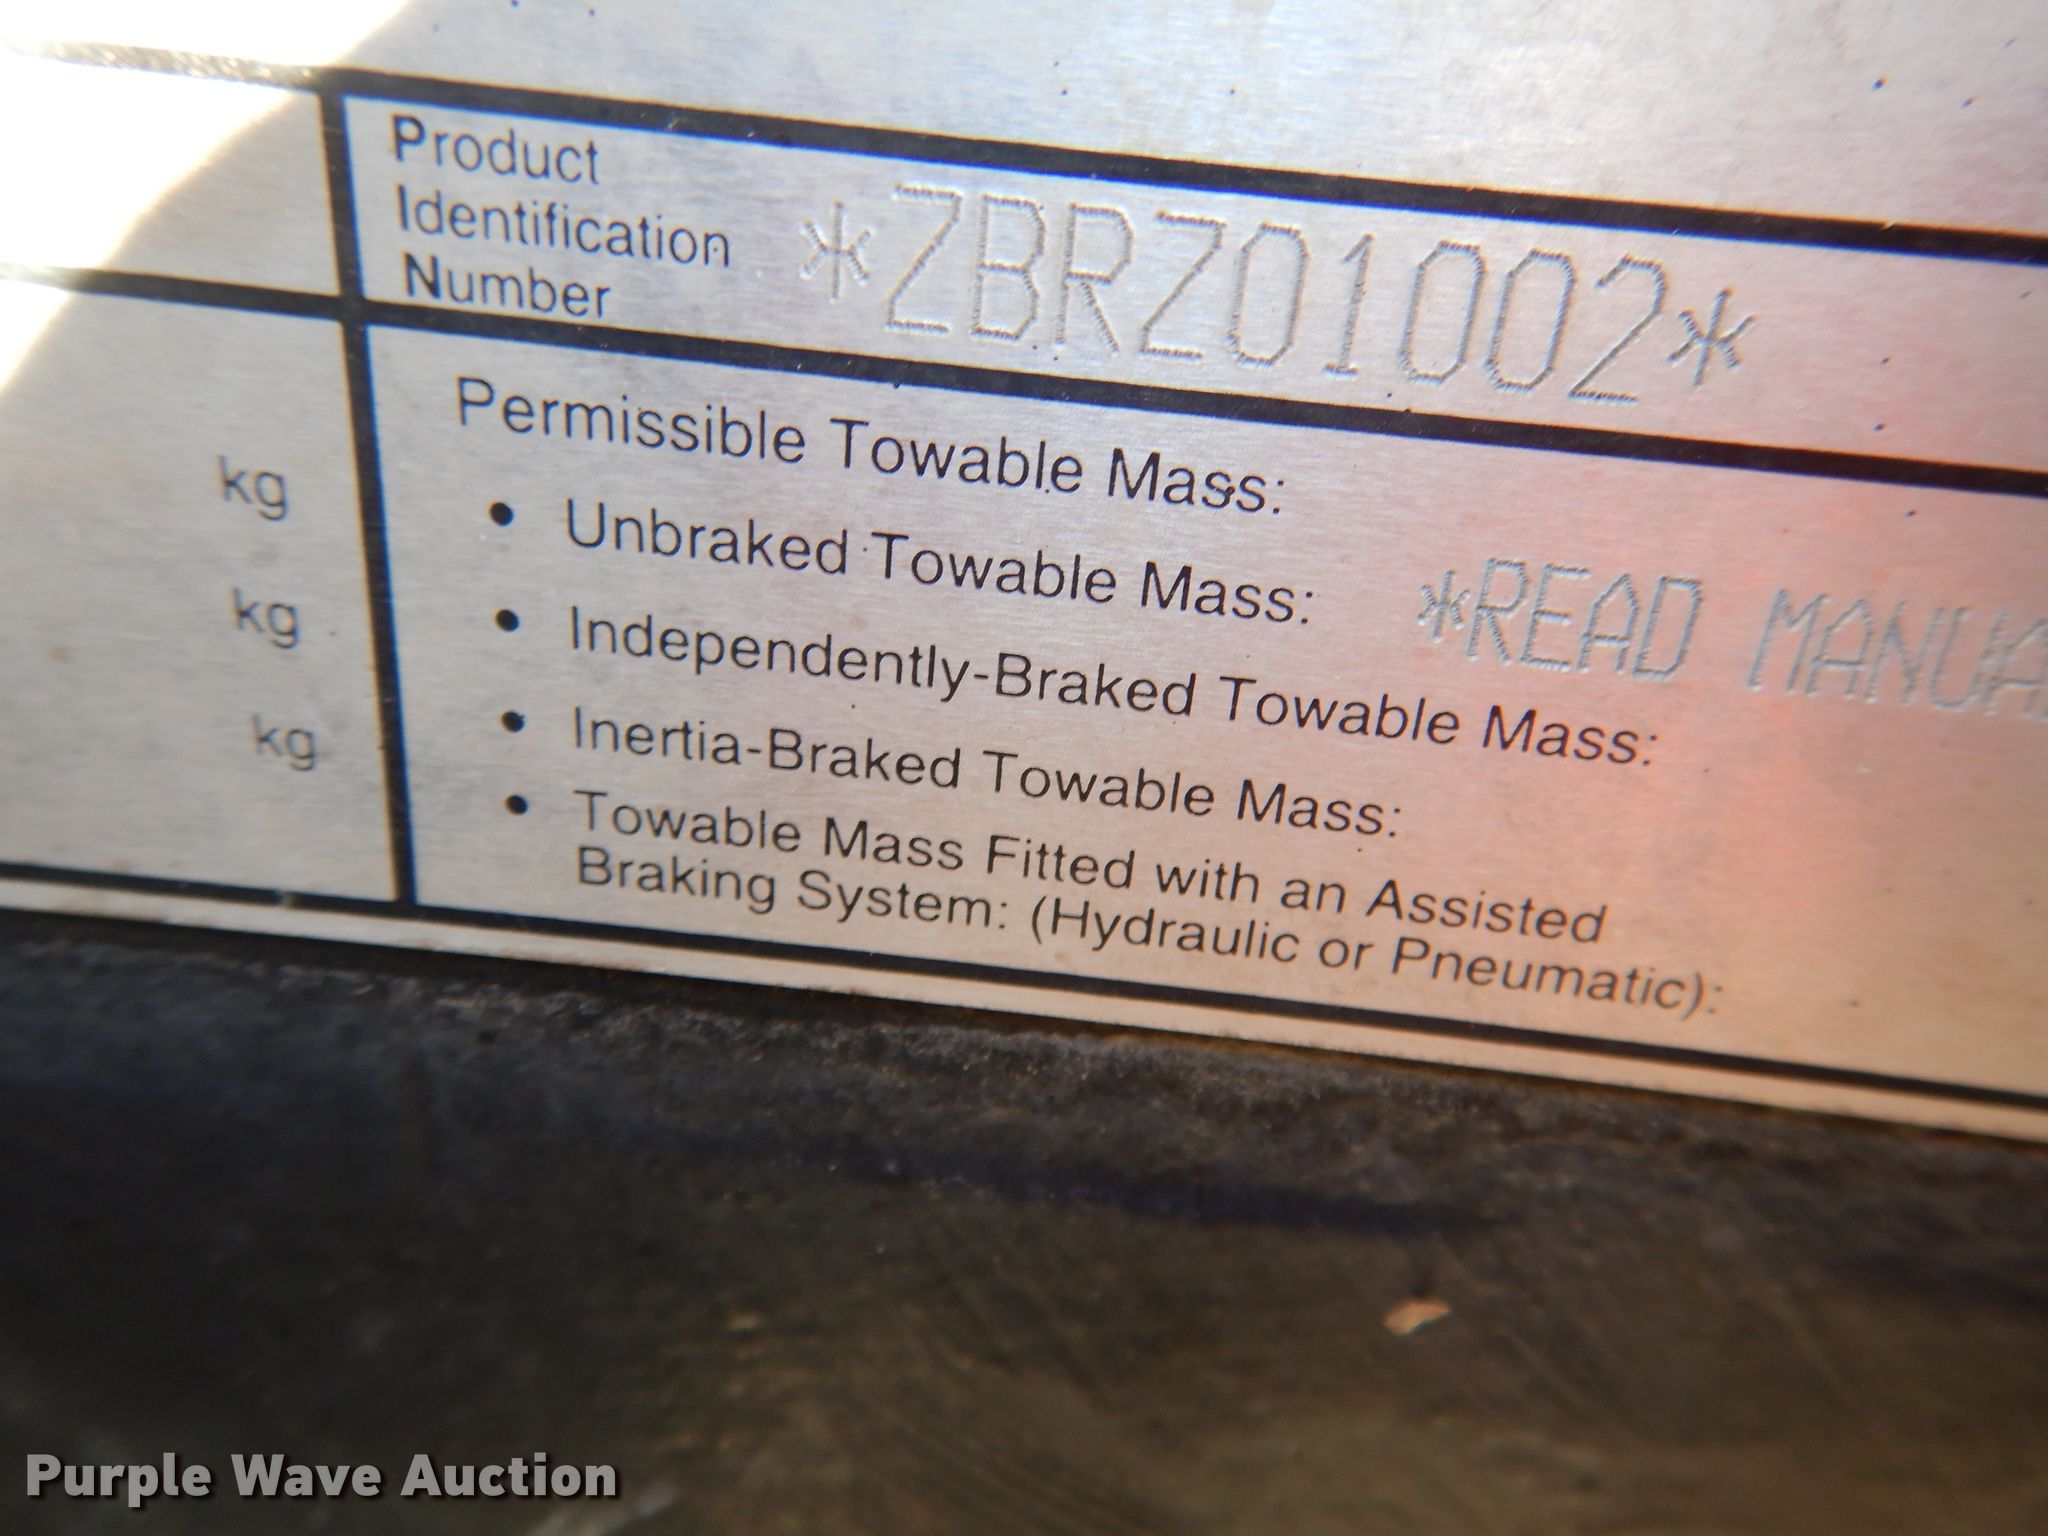 Product
Identification
Number
*ZBRZ01002*
kg
kg
kg
Permissible Towable Mass:
• Unbraked Towable Mass:
*READ MANUAL
• Independently-Braked Towable Mass:
• Inertia-Braked Towable Mass:
• Towable Mass Fitted with an Assisted
Braking System: (Hydraulic or Pneumatic):
Purple Wave Auction